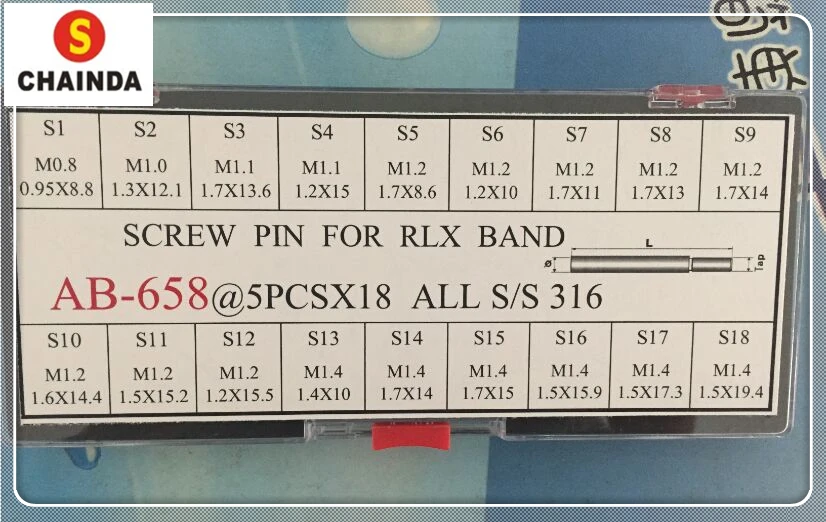 S
CHAINDA
S1 S2 S3 S4 S5 S6 S7 S8 S9
M0.8 M1.0 M1.1 M1.1 M1.2 M1.2 M1.2 M1.2 M1.2
0.95X8.8 1.3X12.1 1.7X13.6 1.2X15 1.7X8.6 1.2X10 1.7X11 1.7X13 1.7X14
SCREW PIN FOR RLX BAND
ø L Tap
AB-658@5PCSX18 ALL S/S 316
S10 S11 S12 S13 S14 S15 S16 S17 S18
M1.2 M1.2 M1.2 M1.4 M1.4 M1.4 M1.4 M1.4 M1.4
1.6X14.4 1.5X15.2 1.2X15.5 1.4X10 1.7X14 1.7X15 1.5X15.9 1.5X17.3 1.5X19.4